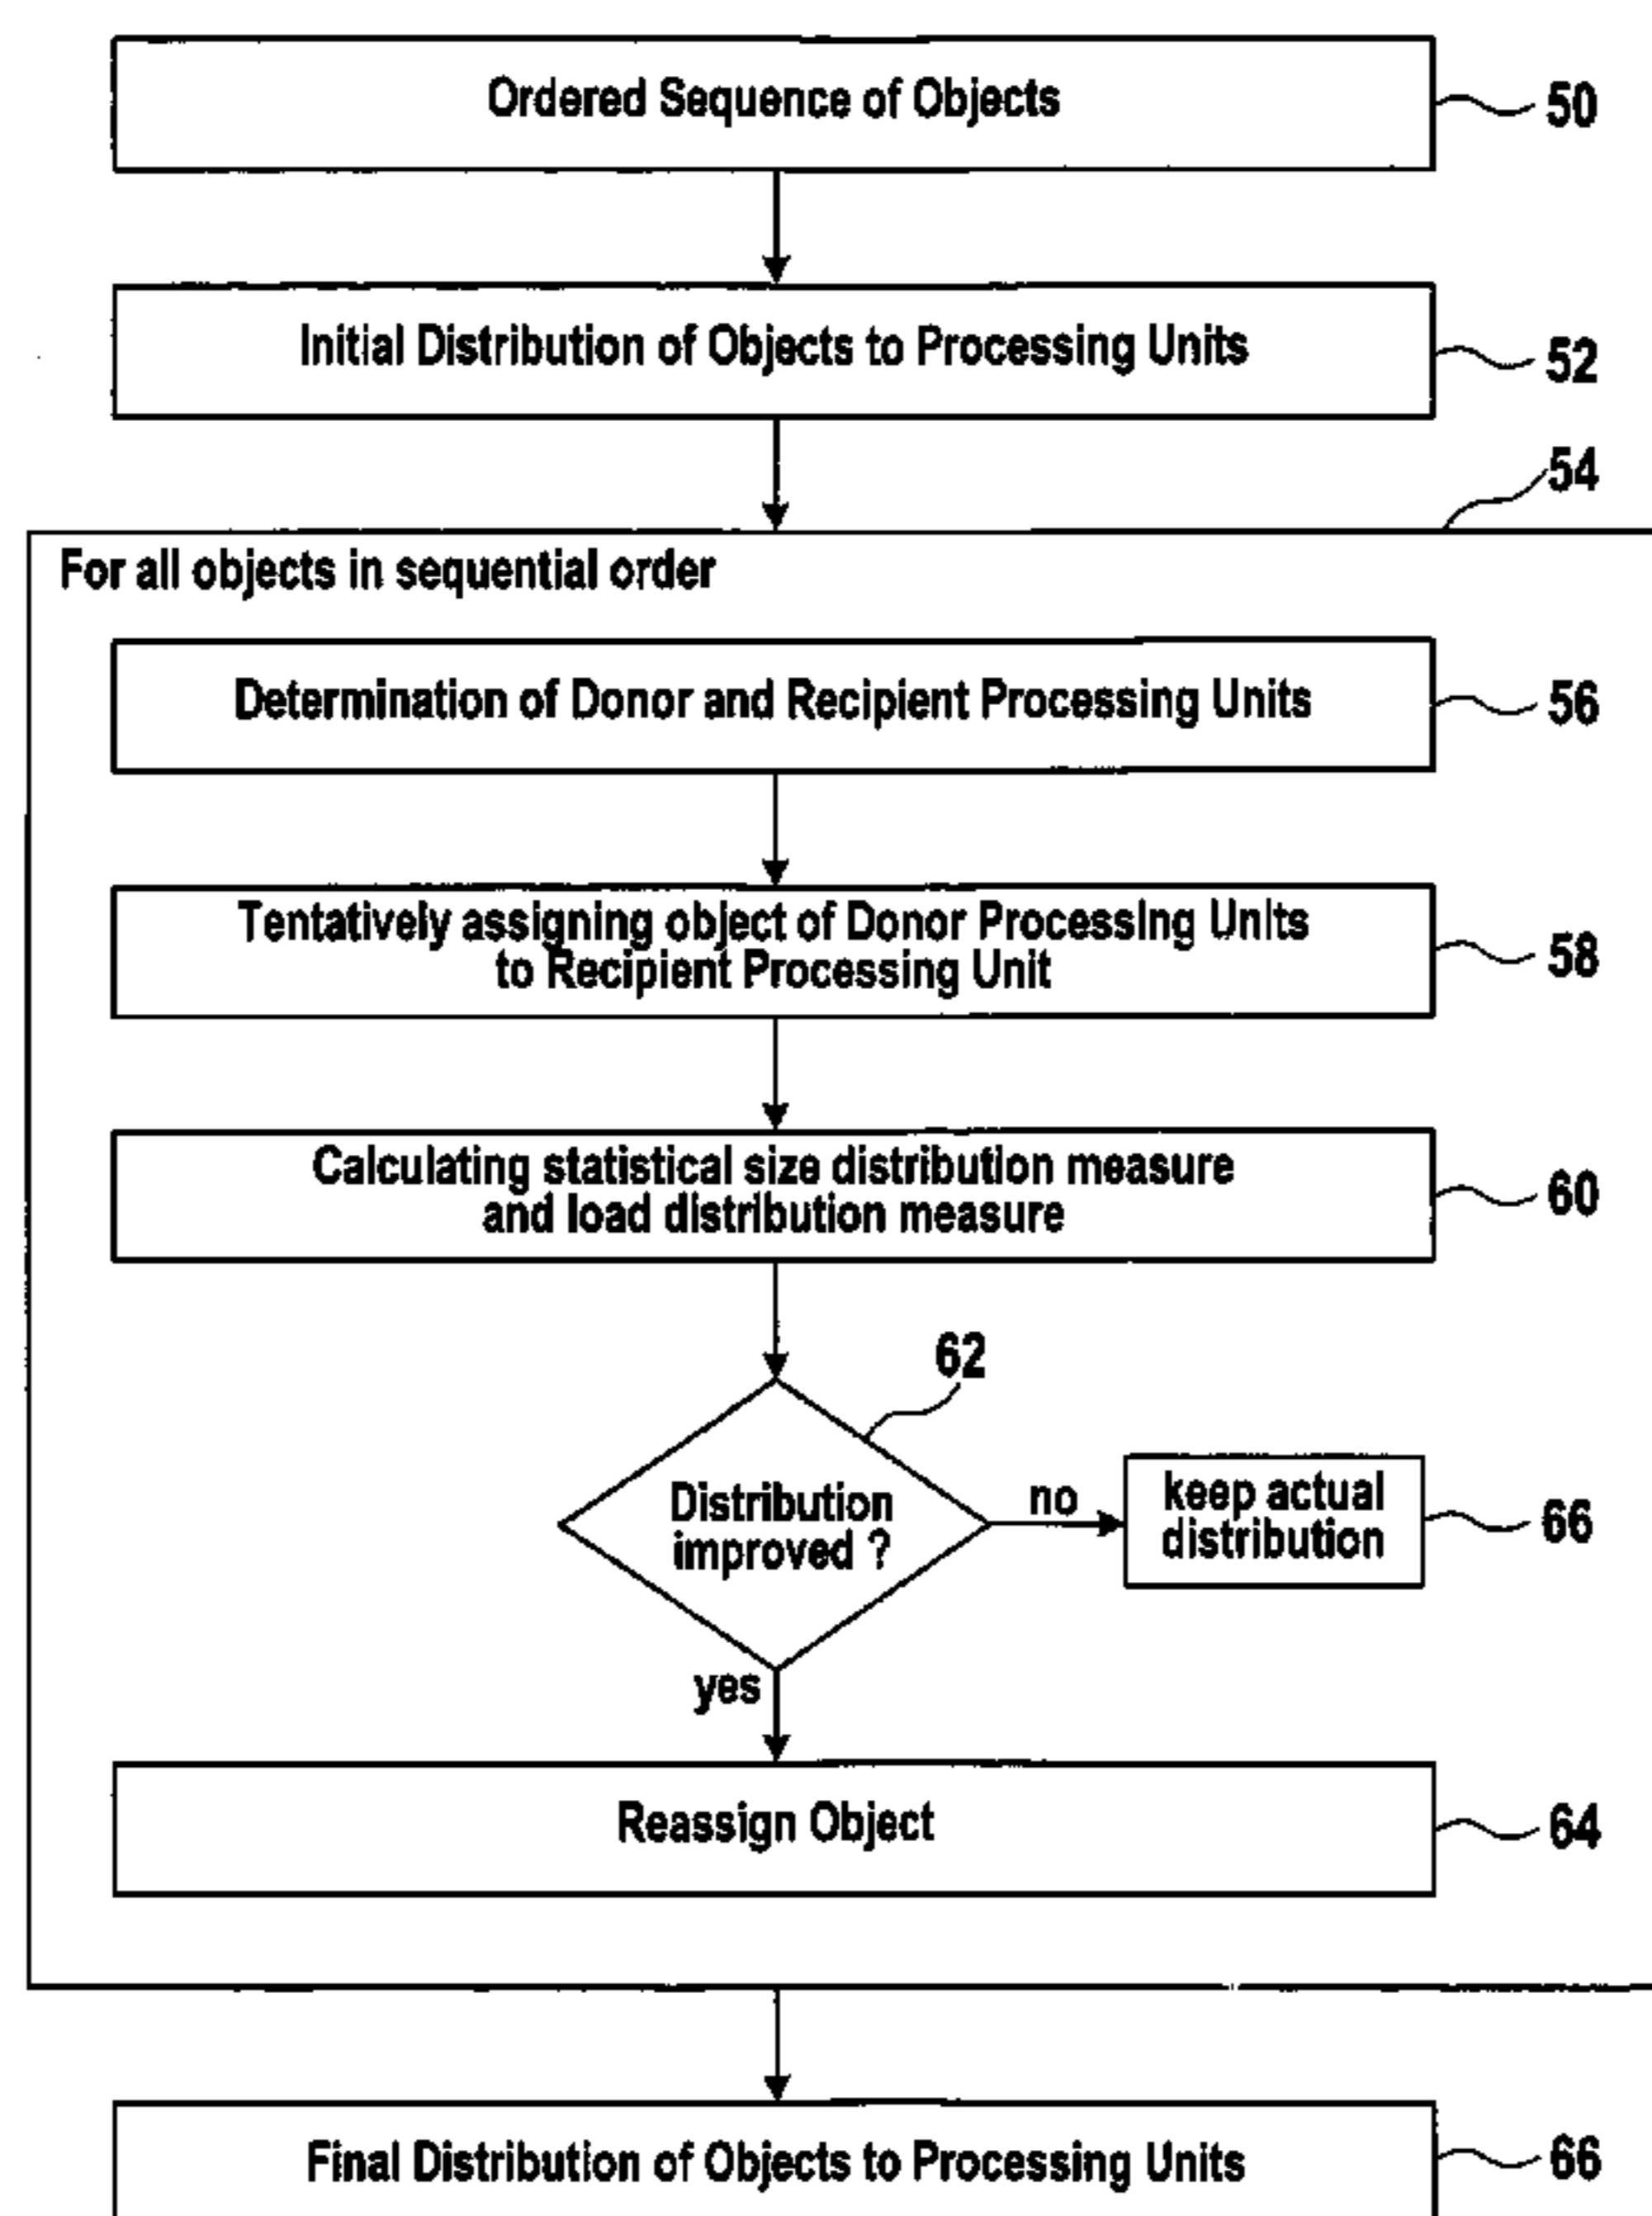 Ordered Sequence of Objects
50
Initial Distribution of Objects to Processing Units
52
54
For all objects in sequential order
Determination of Donor and Recipient Processing Units
56
Tentatively assigning object of Donor Processing Units
to Recipient Processing Unit
58
Calculating statistical size distribution measure
and load distribution measure
60
62
Distribution
improved ?
no
keep actual
distribution
66
yes
Reassign Object
64
Final Distribution of Objects to Processing Units
66